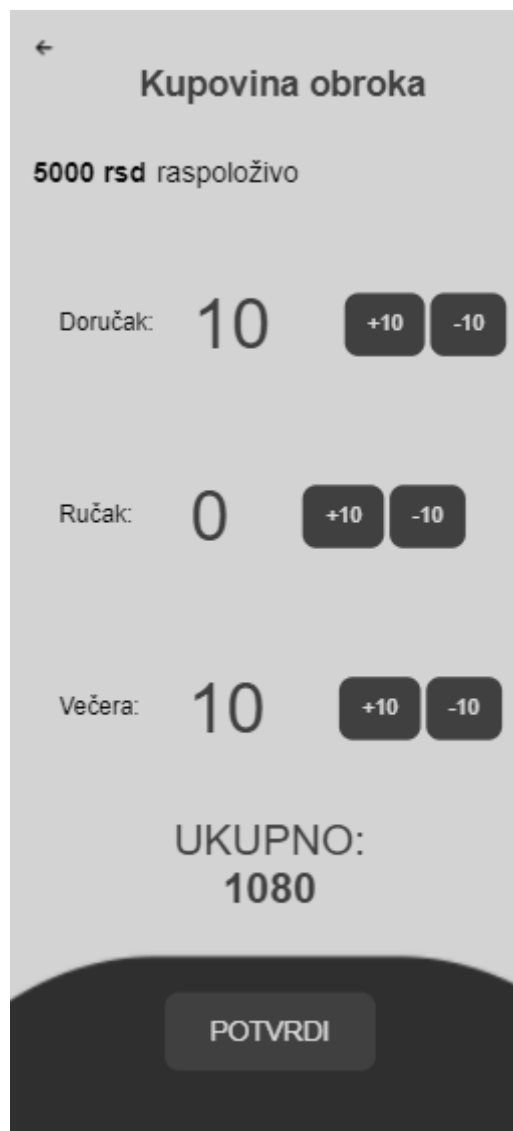 ←
Kupovina obroka
5000 rsd raspoloživo
Doručak: 10 +10 -10
Ručak: 0 +10 -10
Večera: 10 +10 -10
UKUPNO:
1080
POTVRDI